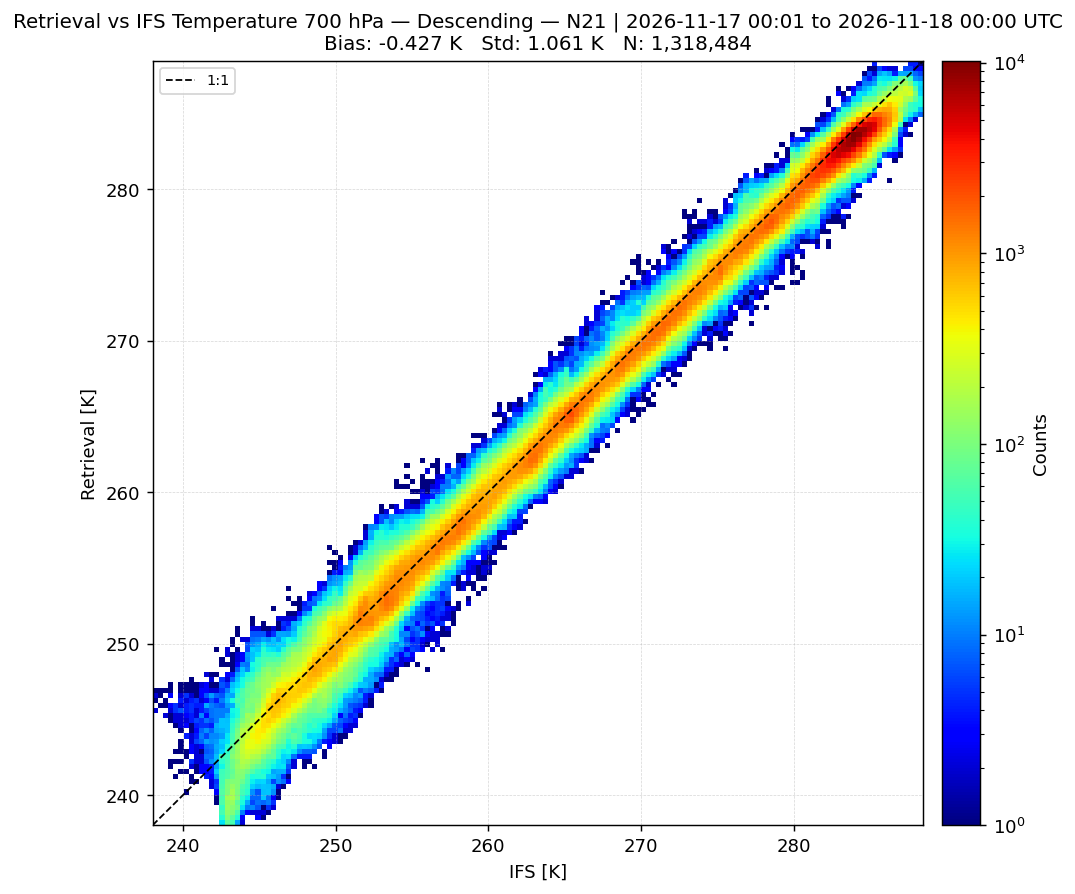 Retrieval vs IFS Temperature 700 hPa — Descending — N21 | 2026-11-17 00:01 to 2026-11-18 00:00 UTC
Bias: -0.427 K   Std: 1.061 K   N: 1,318,484
1:1
280
270
260
250
240
Retrieval [K]
240 250 260 270 280
IFS [K]
10⁴
10³
10²
10¹
10⁰
Counts